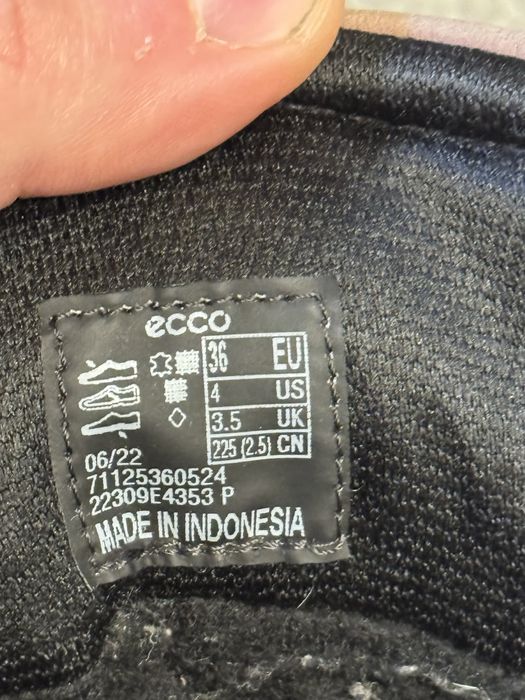 ecco
36 EU
4 US
3.5 UK
225 (2.5) CN
06/22
71125360524
22309E4353 P
MADE IN INDONESIA